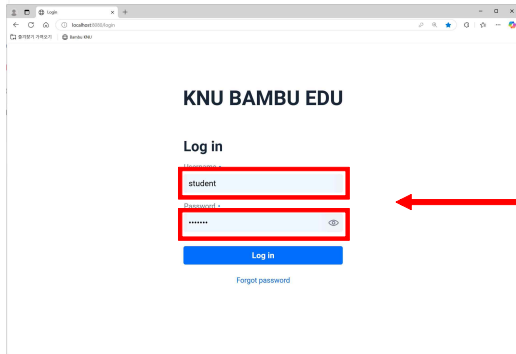 Login
localhost:8080/login
즐겨찾기 가져오기 Bambu KNU
KNU BAMBU EDU
Log in
Username •
student
Password •
•••••••
Log in
Forgot password